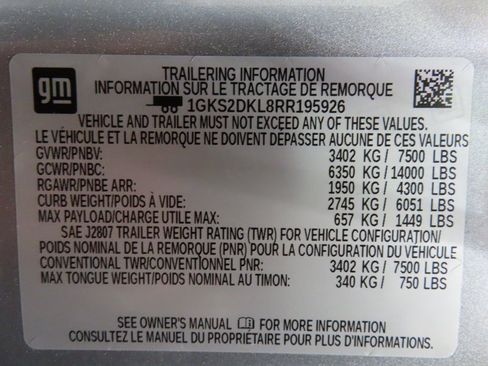 gm
TRAILERING INFORMATION
INFORMATION SUR LE TRACTAGE DE REMORQUE
1GKS2DKL8RR195926
VEHICLE AND TRAILER MUST NOT EXCEED ANY OF THESE VALUES.
LE VÉHICULE ET LA REMORQUE NE DOIVENT DÉPASSER AUCUNE DE CES VALEURS
GVWR/PNBV: 3402 KG / 7500 LBS
GCWR/PNBC: 6350 KG / 14000 LBS
RGAWR/PNBE ARR: 1950 KG / 4300 LBS
CURB WEIGHT/POIDS À VIDE: 2745 KG / 6051 LBS
MAX PAYLOAD/CHARGE UTILE MAX: 657 KG / 1449 LBS
SAE J2807 TRAILER WEIGHT RATING (TWR) FOR VEHICLE CONFIGURATION/
POIDS NOMINAL DE LA REMORQUE (PNR) POUR LA CONFIGURATION DU VÉHICULE
CONVENTIONAL TWR/CONVENTIONNEL PNR: 3402 KG / 7500 LBS
MAX TONGUE WEIGHT/POIDS NOMINAL AU TIMON: 340 KG / 750 LBS
SEE OWNER'S MANUAL FOR MORE INFORMATION
CONSULTEZ LE MANUEL DU PROPRIÉTAIRE POUR PLUS D'INFORMATIONS.